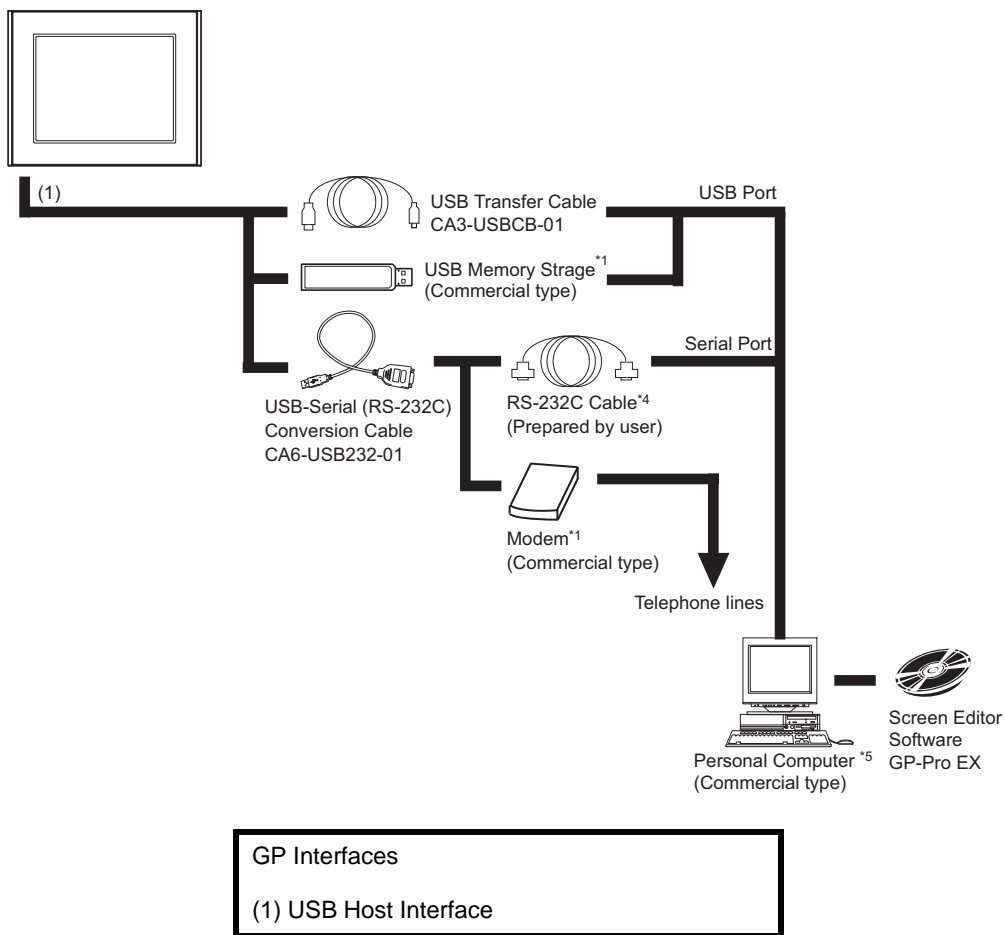 (1)
USB Transfer Cable
CA3-USBCB-01
USB Port
USB Memory Strage*1
(Commercial type)
Serial Port
USB-Serial (RS-232C)
Conversion Cable
CA6-USB232-01
RS-232C Cable*4
(Prepared by user)
Modem*1
(Commercial type)
Telephone lines
Personal Computer *5
(Commercial type)
Screen Editor
Software
GP-Pro EX
GP Interfaces
(1) USB Host Interface